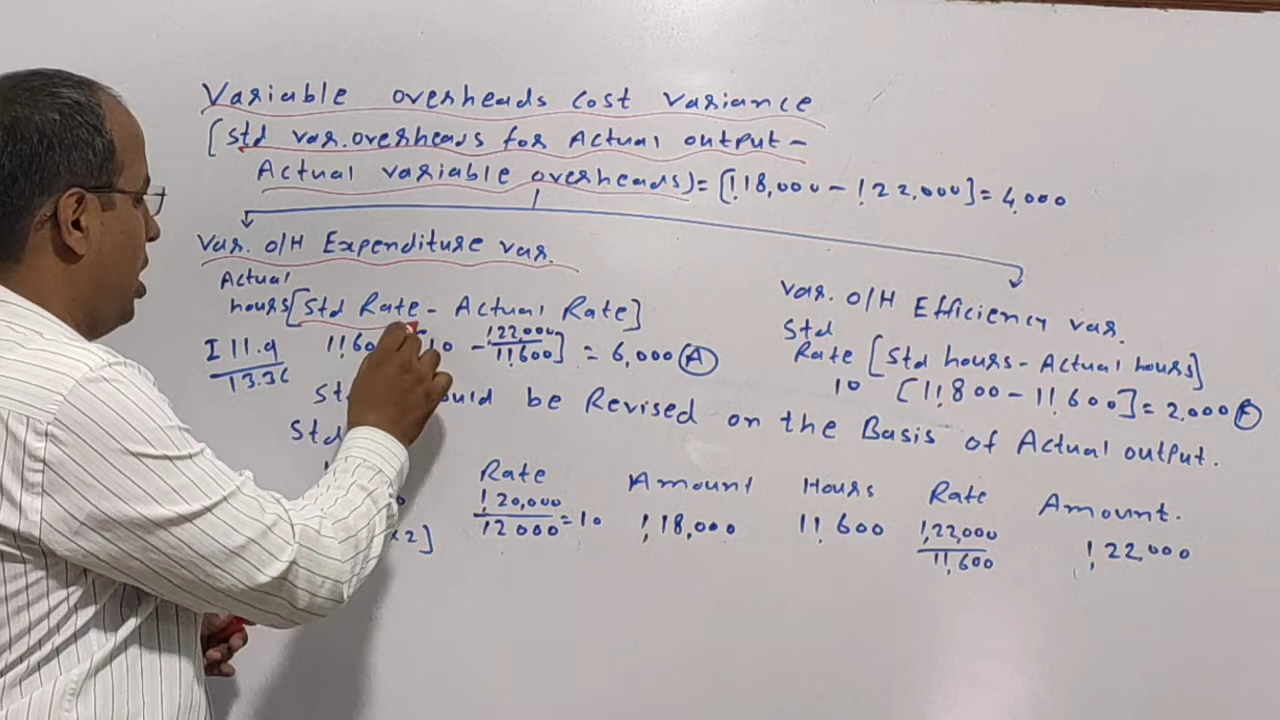 Variable overheads cost variance
[Std var. overheads for Actual output -
Actual variable overheads) = [1,18,000 - 1,22,000] = 4,000
Var. O/H Expenditure var.
Actual
hours [Std Rate - Actual Rate]
1,22,000
11,60 10 - 11,600] = 6,000 (A)
I 11.9
13.36
Var. O/H Efficiency var.
Std
Rate [Std hours - Actual hours]
10 [11,800 - 11,600] = 2,000 (F)
St ould be Revised on the Basis of Actual output.
Std
Rate Amount Hours Rate Amount.
1,20,000
12000 = 10 1,18,000 11,600 1,22,000 1,22,000
11,600
×2]